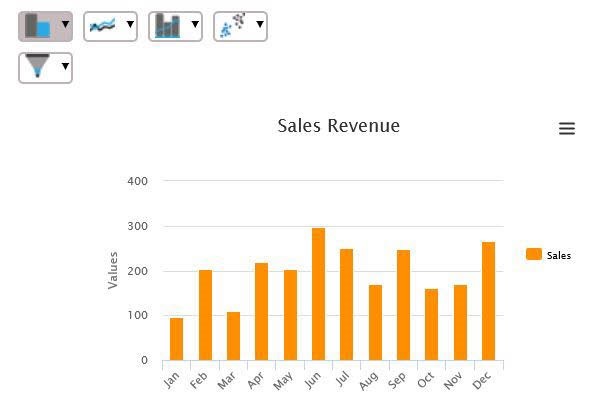 Sales Revenue
400
300
200
100
0
Values
Jan Feb Mar Apr May Jun Jul Aug Sep Oct Nov Dec
Sales